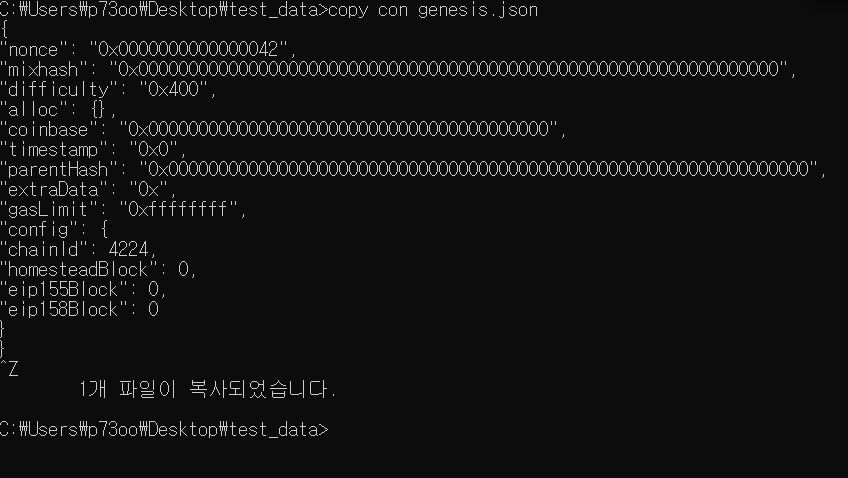 C:₩Users₩p73oo₩Desktop₩test_data>copy con genesis.json
{
"nonce": "0x0000000000000042",
"mixhash": "0x0000000000000000000000000000000000000000000000000000000000000000",
"difficulty": "0x400",
"alloc": {},
"coinbase": "0x0000000000000000000000000000000000000000",
"timestamp": "0x0",
"parentHash": "0x0000000000000000000000000000000000000000000000000000000000000000",
"extraData": "0x",
"gasLimit": "0xffffffff",
"config": {
"chainId": 4224,
"homesteadBlock": 0,
"eip155Block": 0,
"eip158Block": 0
}
}
^Z
1개 파일이 복사되었습니다.
C:₩Users₩p73oo₩Desktop₩test_data>